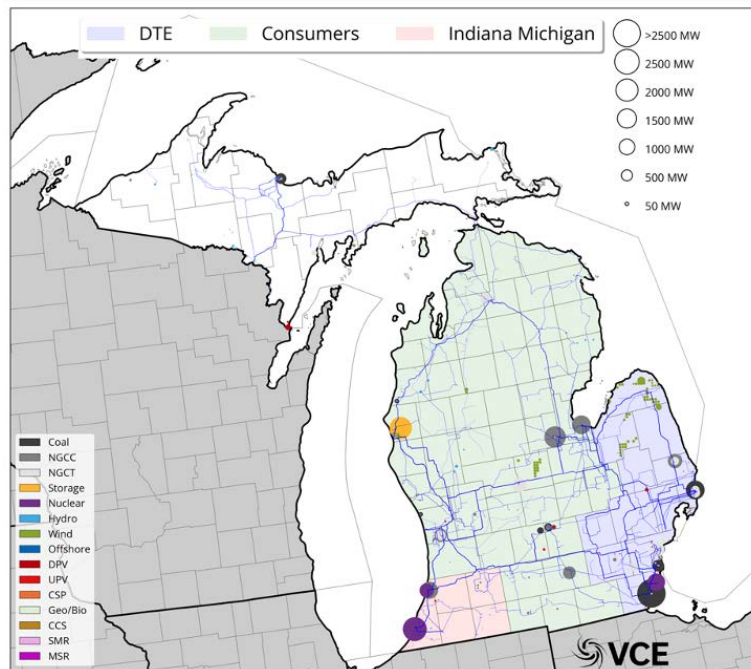 DTE Consumers Indiana Michigan
>2500 MW
2500 MW
2000 MW
1500 MW
1000 MW
500 MW
50 MW
Coal
NGCC
NGCT
Storage
Nuclear
Hydro
Wind
Offshore
DPV
UPV
CSP
Geo/Bio
CCS
SMR
MSR
VCE